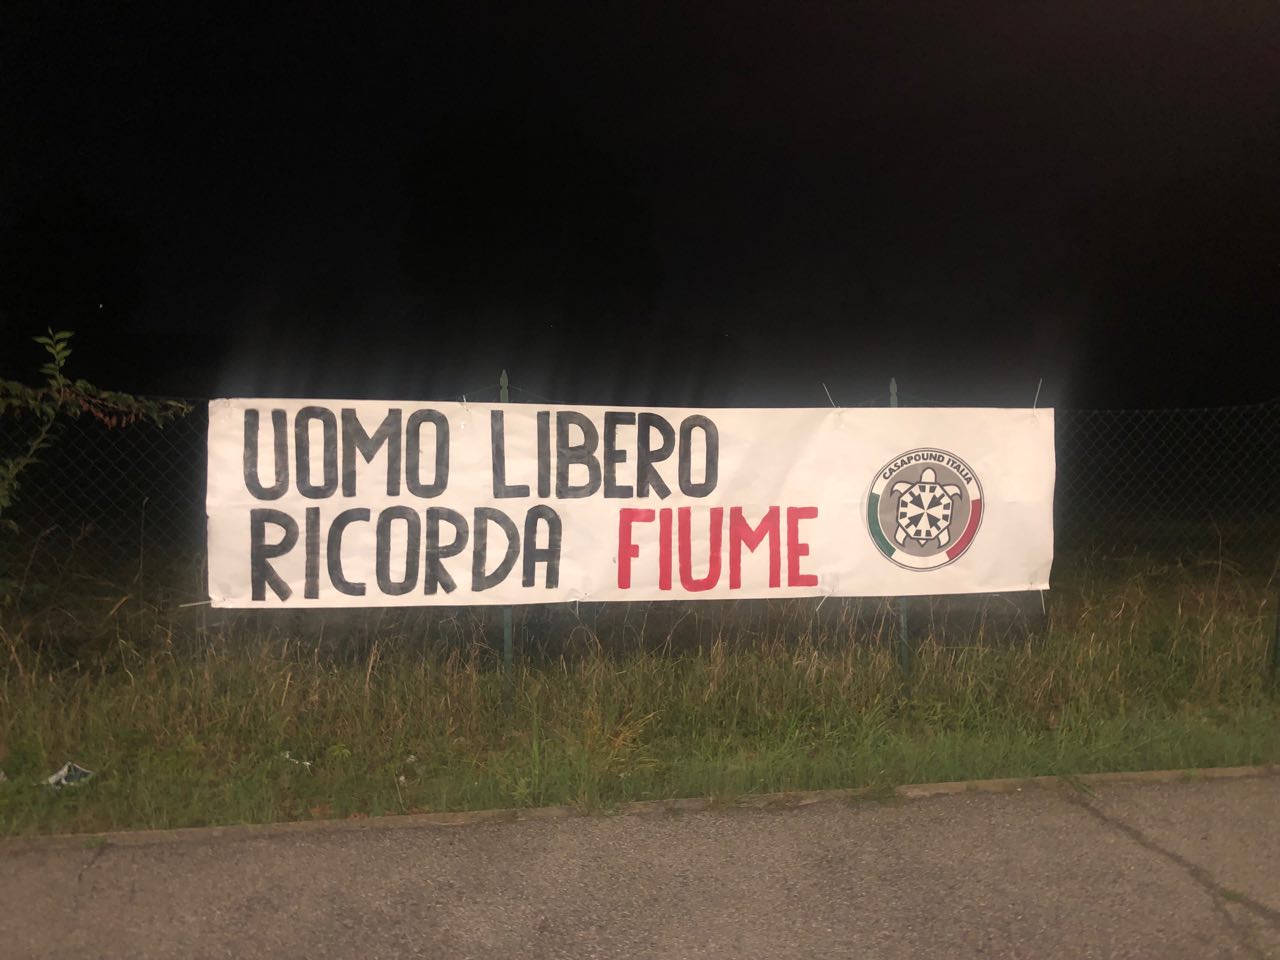 UOMO LIBERO
RICORDA FIUME
CASAPOUND ITALIA